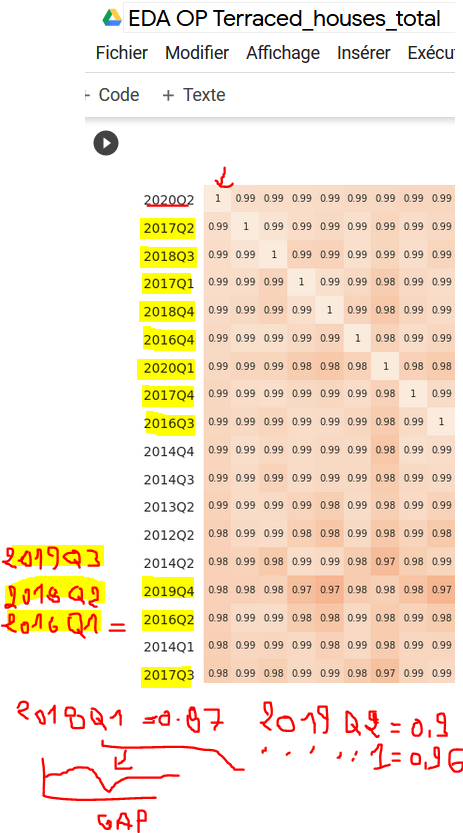 EDA OP Terraced_houses_total
Fichier Modifier Affichage Insérer Exécu
+ Code + Texte
2020Q2 1 0.99 0.99 0.99 0.99 0.99 0.99 0.99 0.99
2017Q2 0.99 1 0.99 0.99 0.99 0.99 0.99 0.99 0.99
2018Q3 0.99 0.99 1 0.99 0.99 0.99 0.99 0.99 0.99
2017Q1 0.99 0.99 0.99 1 0.99 0.99 0.98 0.99 0.99
2018Q4 0.99 0.99 0.99 0.99 1 0.99 0.98 0.99 0.99
2016Q4 0.99 0.99 0.99 0.99 0.99 1 0.98 0.99 0.99
2020Q1 0.99 0.99 0.99 0.98 0.98 0.98 1 0.98 0.98
2017Q4 0.99 0.99 0.99 0.99 0.99 0.99 0.98 1 0.99
2016Q3 0.99 0.99 0.99 0.99 0.99 0.99 0.98 0.99 1
2014Q4 0.99 0.99 0.99 0.99 0.99 0.99 0.98 0.99 0.99
2014Q3 0.99 0.99 0.99 0.99 0.99 0.99 0.98 0.99 0.99
2013Q2 0.99 0.99 0.99 0.99 0.98 0.99 0.98 0.99 0.99
2012Q2 0.98 0.99 0.99 0.98 0.98 0.99 0.98 0.99 0.98
2019Q3
2014Q2 0.98 0.99 0.98 0.99 0.99 0.98 0.97 0.98 0.99
2018Q2
2019Q4 0.98 0.98 0.98 0.97 0.97 0.98 0.98 0.98 0.97
2016Q1 =
2016Q2 0.98 0.99 0.99 0.98 0.98 0.99 0.98 0.99 0.98
2014Q1 0.98 0.99 0.98 0.99 0.99 0.98 0.98 0.99 0.99
2017Q3 0.98 0.99 0.99 0.99 0.99 0.98 0.97 0.99 0.99
2018Q1 =0.87 2019 Q2 = 0,9
1 = 0,96
GAP